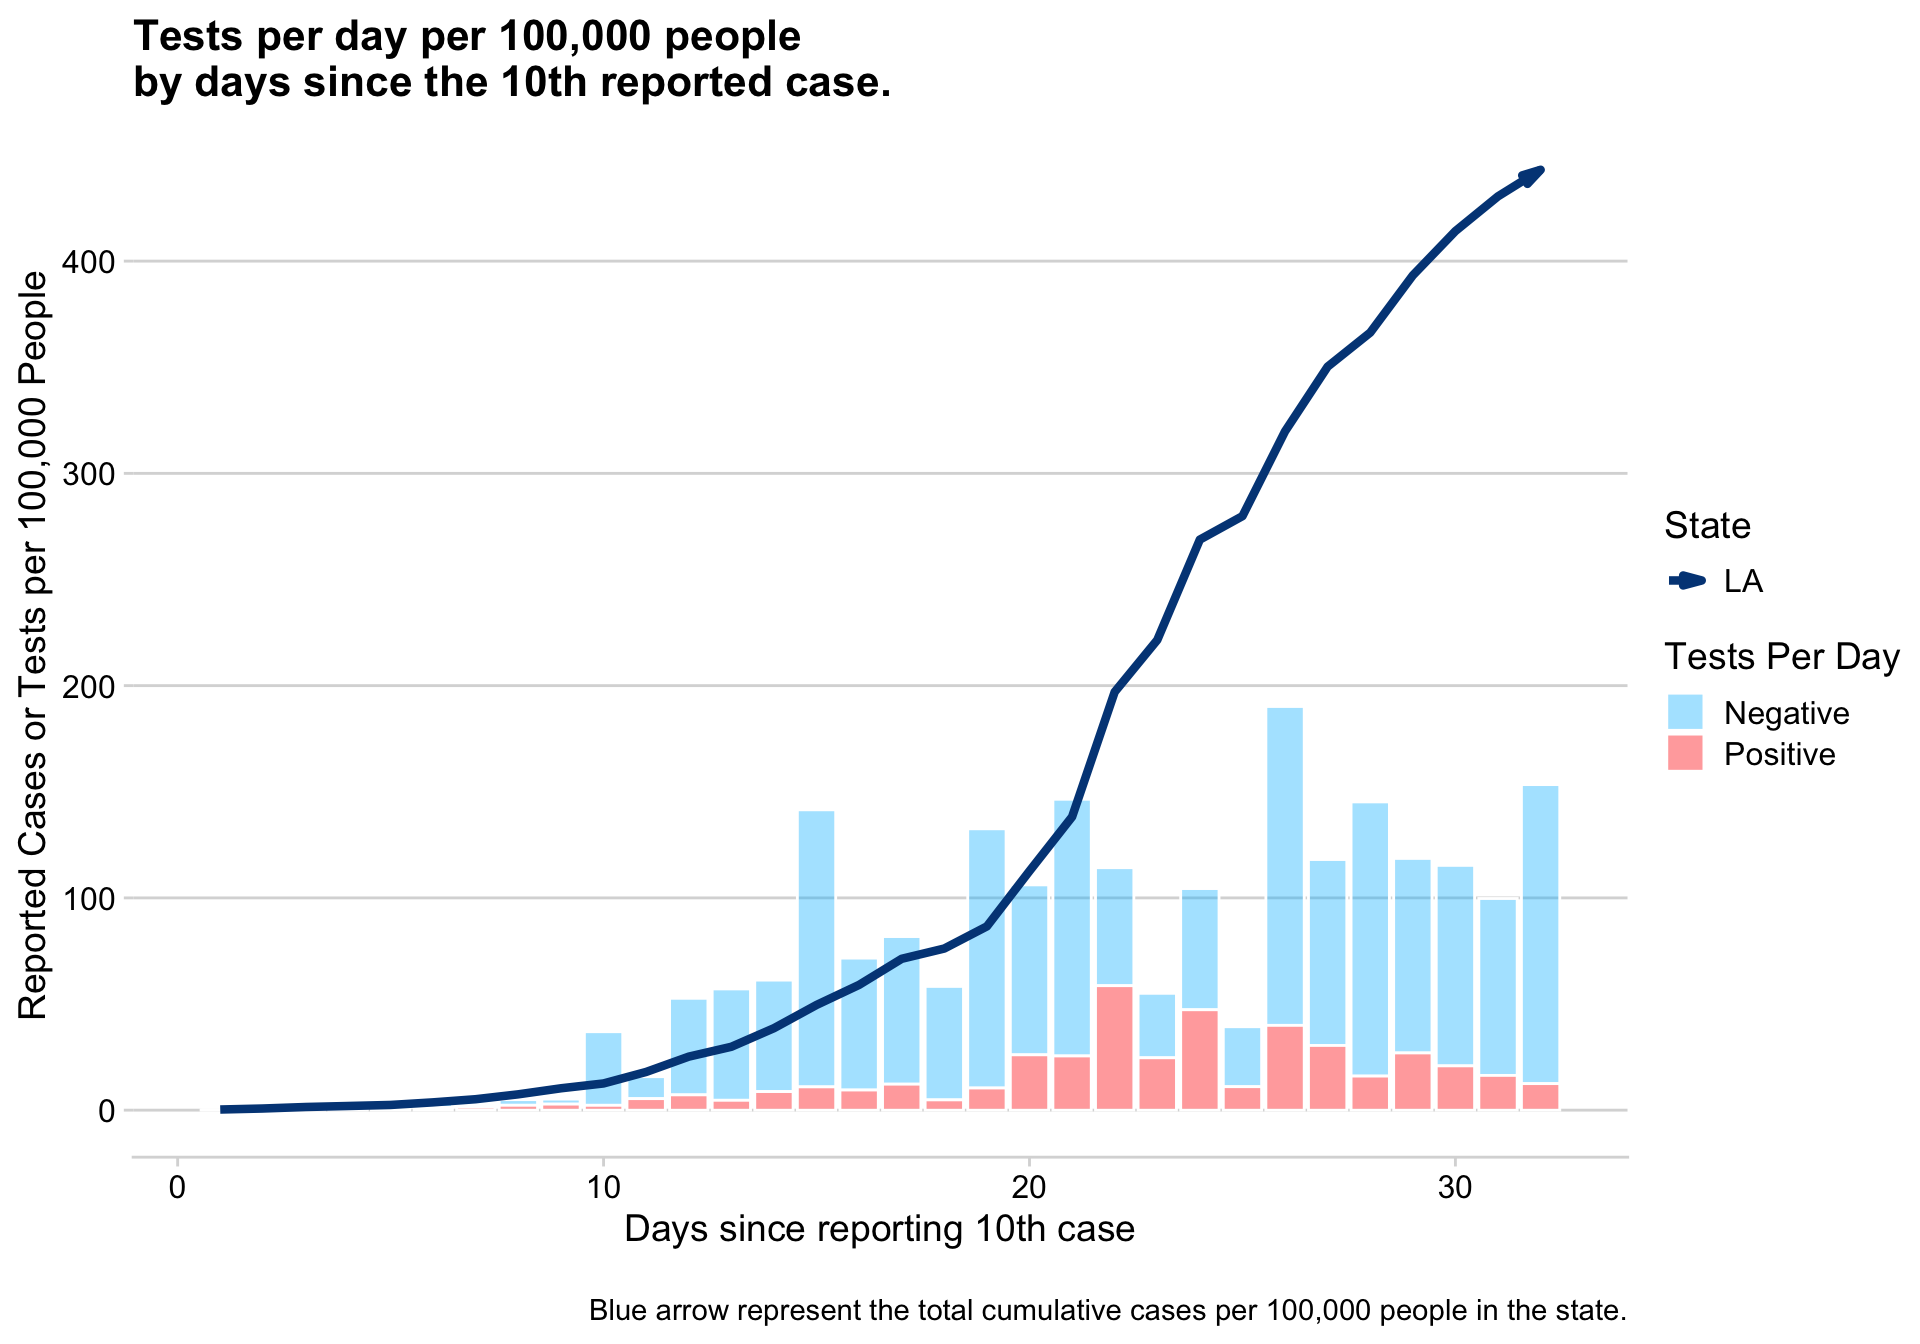 Tests per day per 100,000 people
by days since the 10th reported case.
Reported Cases or Tests per 100,000 People
400
300
200
100
0
0
10
20
30
Days since reporting 10th case
State
LA
Tests Per Day
Negative
Positive
Blue arrow represent the total cumulative cases per 100,000 people in the state.